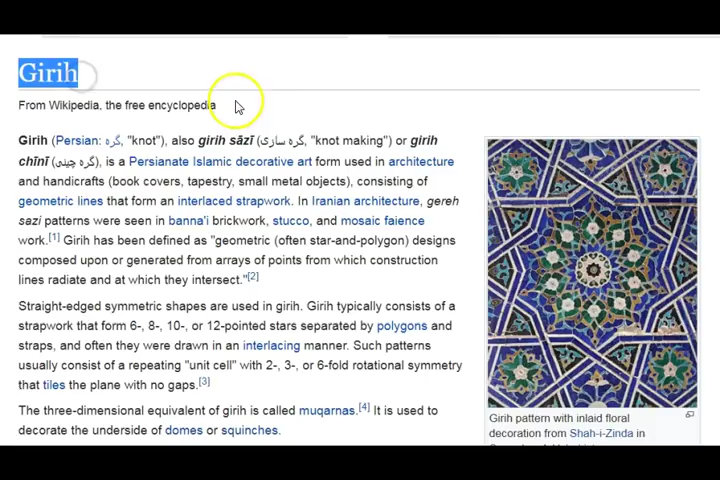 Girih
From Wikipedia, the free encyclopedia
Girih (Persian: گره, "knot"), also girih sāzī (گره سازی, "knot making") or girih
chīnī (گره چینی), is a Persianate Islamic decorative art form used in architecture
and handicrafts (book covers, tapestry, small metal objects), consisting of
geometric lines that form an interlaced strapwork. In Iranian architecture, gereh
sazi patterns were seen in banna'i brickwork, stucco, and mosaic faience
work.[1] Girih has been defined as "geometric (often star-and-polygon) designs
composed upon or generated from arrays of points from which construction
lines radiate and at which they intersect."[2]
Straight-edged symmetric shapes are used in girih. Girih typically consists of a
strapwork that form 6-, 8-, 10-, or 12-pointed stars separated by polygons and
straps, and often they were drawn in an interlacing manner. Such patterns
usually consist of a repeating "unit cell" with 2-, 3-, or 6-fold rotational symmetry
that tiles the plane with no gaps.[3]
The three-dimensional equivalent of girih is called muqarnas.[4] It is used to
decorate the underside of domes or squinches.
Girih pattern with inlaid floral
decoration from Shah-i-Zinda in